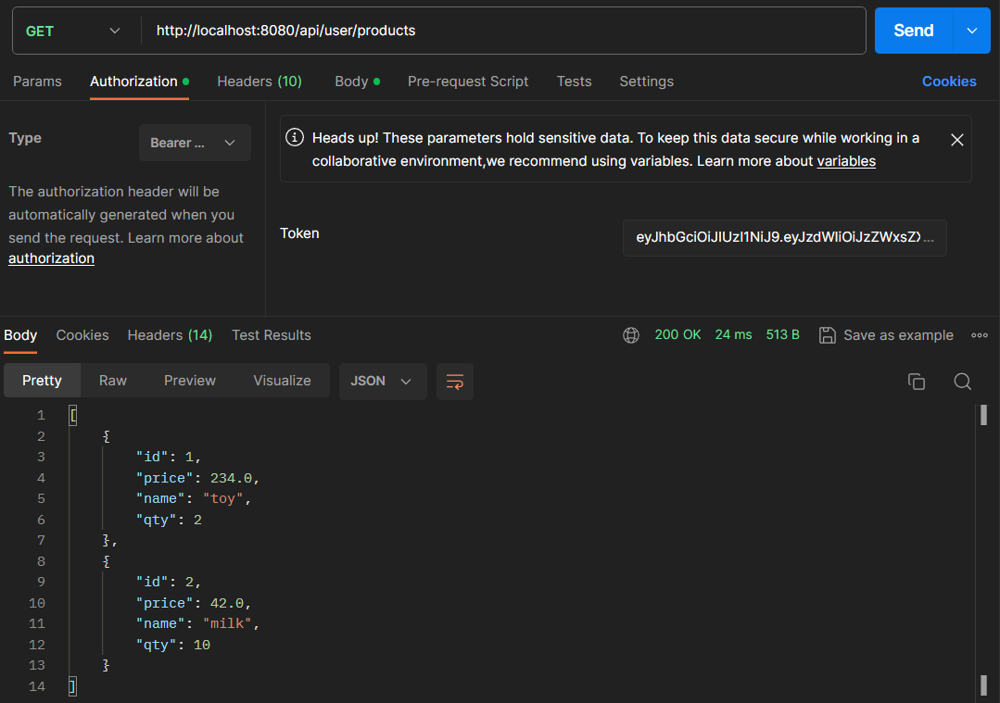 GET http://localhost:8080/api/user/products Send
Params Authorization Headers (10) Body Pre-request Script Tests Settings Cookies
Type Bearer ...
The authorization header will be
automatically generated when you
send the request. Learn more about
authorization
Heads up! These parameters hold sensitive data. To keep this data secure while working in a
collaborative environment,we recommend using variables. Learn more about variables
Token eyJhbGciOiJIUzI1NiJ9.eyJzdWIiOiJzZWxsZX...
Body Cookies Headers (14) Test Results 200 OK 24 ms 513 B Save as example
Pretty Raw Preview Visualize JSON
1 [
2 {
3 "id": 1,
4 "price": 234.0,
5 "name": "toy",
6 "qty": 2
7 },
8 {
9 "id": 2,
10 "price": 42.0,
11 "name": "milk",
12 "qty": 10
13 }
14 ]